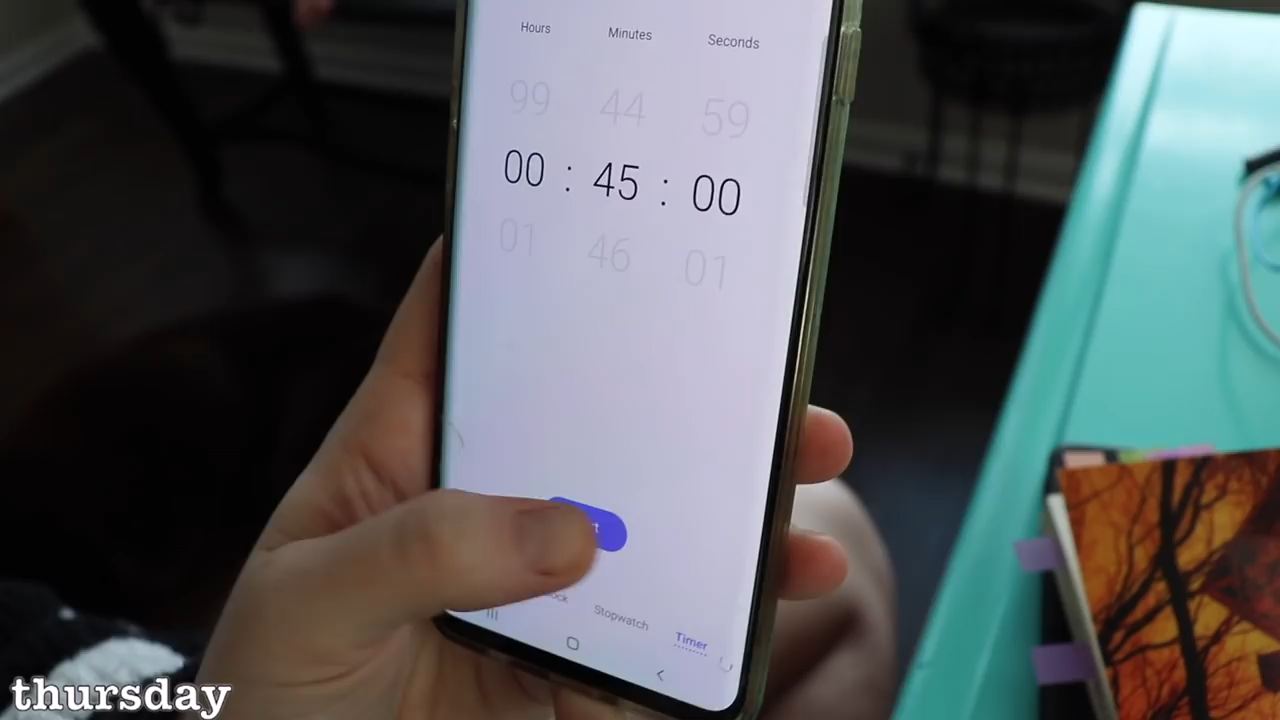 Hours Minutes Seconds
99 44 59
00 : 45 : 00
01 46 01
Stopwatch Timer
thursday